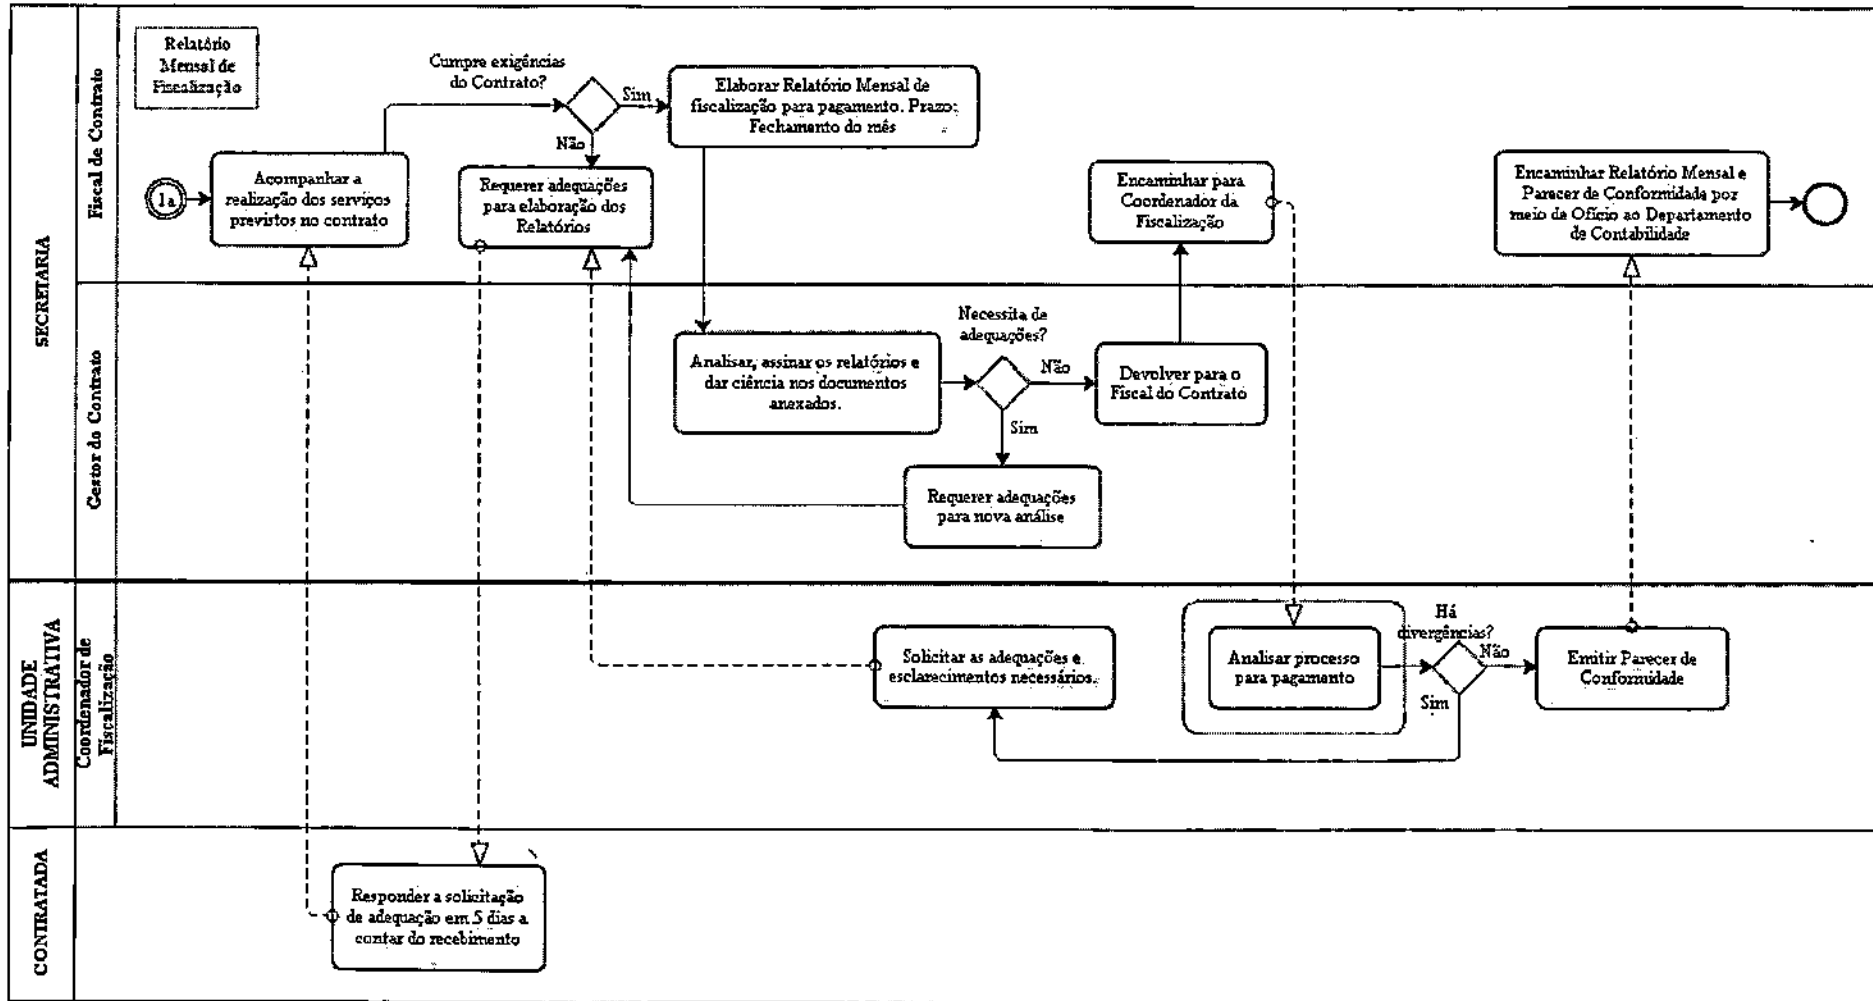 Relatório
Mensal de
Fiscalização
Cumpre exigências
do Contrato?
Sim
Não
Elaborar Relatório Mensal de
fiscalização para pagamento. Prazo:
Fechamento do mês
1a
Acompanhar a
realização dos serviços
previstos no contrato
Requerer adequações
para elaboração dos
Relatórios
Encaminhar para
Coordenador da
Fiscalização
Encaminhar Relatório Mensal e
Parecer de Conformidade por
meio de Ofício ao Departamento
de Contabilidade
Fiscal de Contrato
SECRETARIA
Gestor do Contrato
Necessita de
adequações?
Analisar, assinar os relatórios e
dar ciência nos documentos
anexados.
Não
Sim
Devolver para o
Fiscal do Contrato
Requerer adequações
para nova análise
UNIDADE
ADMINISTRATIVA
Coordenador de
Fiscalização
Solicitar as adequações e
esclarecimentos necessários.
Analisar processo
para pagamento
Há
divergências?
Não
Sim
Emitir Parecer de
Conformidade
CONTRATADA
Responder a solicitação
de adequação em 5 dias a
contar do recebimento